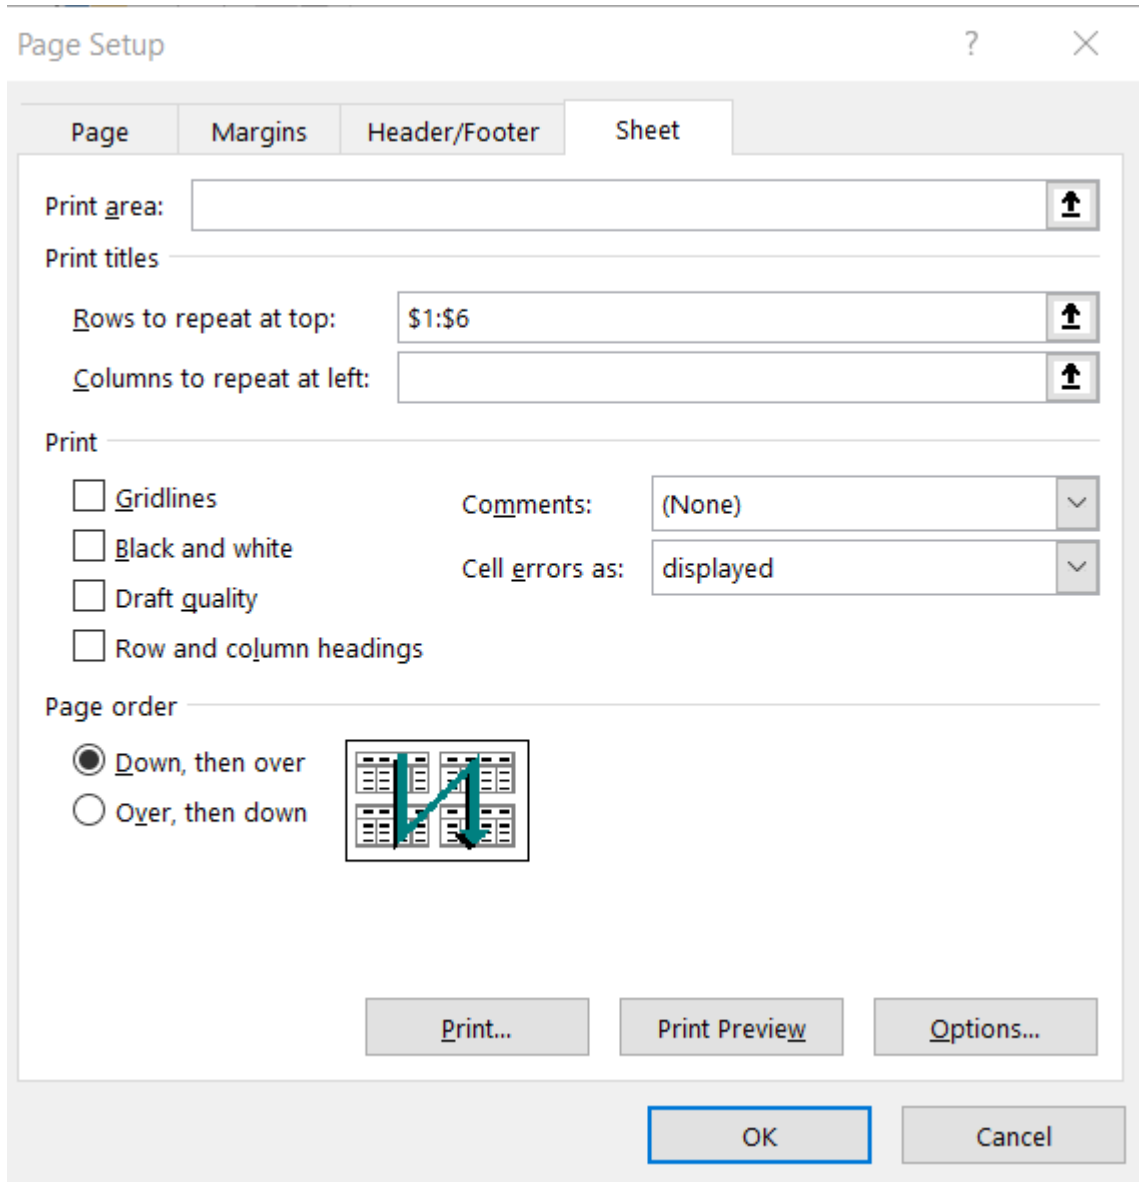 Page Setup ?
Page Margins Header/Footer Sheet
Print area:
Print titles
Rows to repeat at top: $1:$6
Columns to repeat at left:
Print
Gridlines
Comments: (None)
Black and white
Cell errors as: displayed
Draft quality
Row and column headings
Page order
Down, then over
Over, then down
Print... Print Preview Options...
OK Cancel